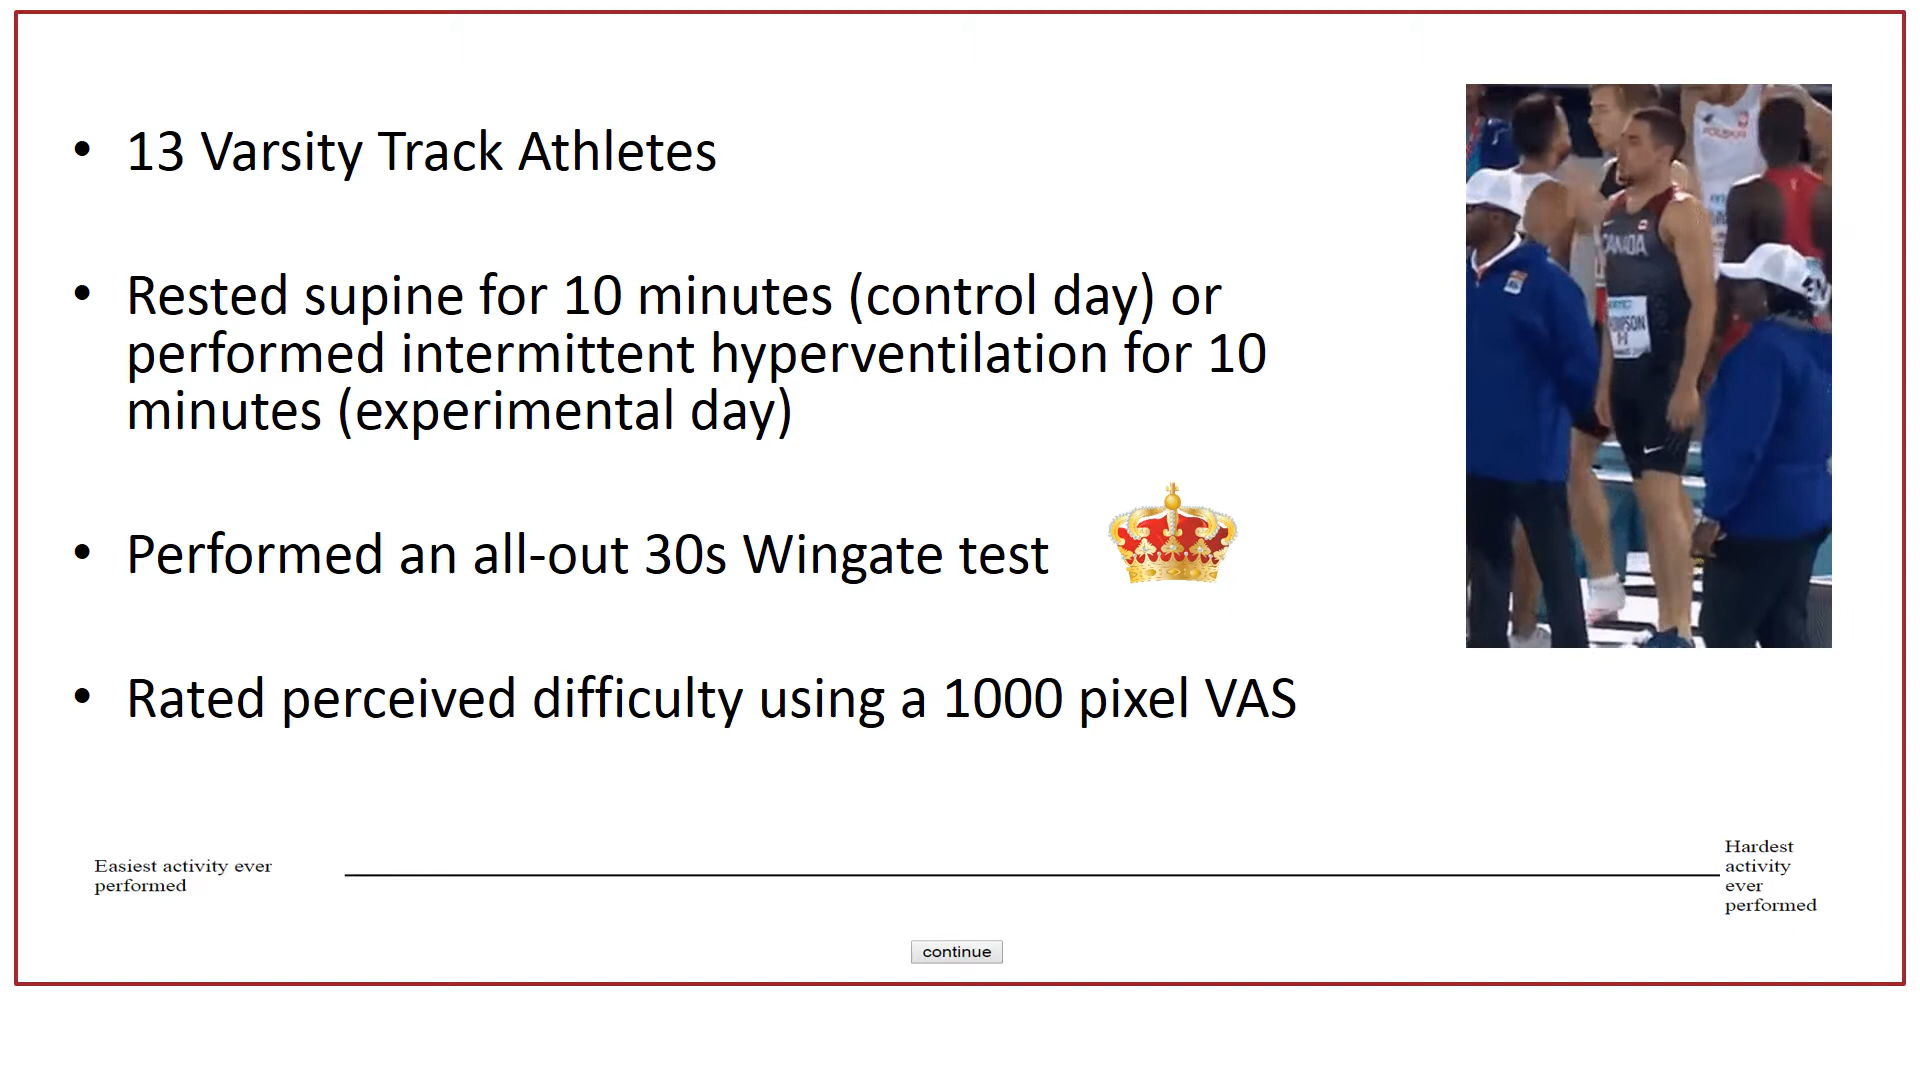 • 13 Varsity Track Athletes
• Rested supine for 10 minutes (control day) or
performed intermittent hyperventilation for 10
minutes (experimental day)
• Performed an all-out 30s Wingate test
• Rated perceived difficulty using a 1000 pixel VAS
POLSKA
CANADA
Easiest activity ever
performed
Hardest
activity
ever
performed
continue